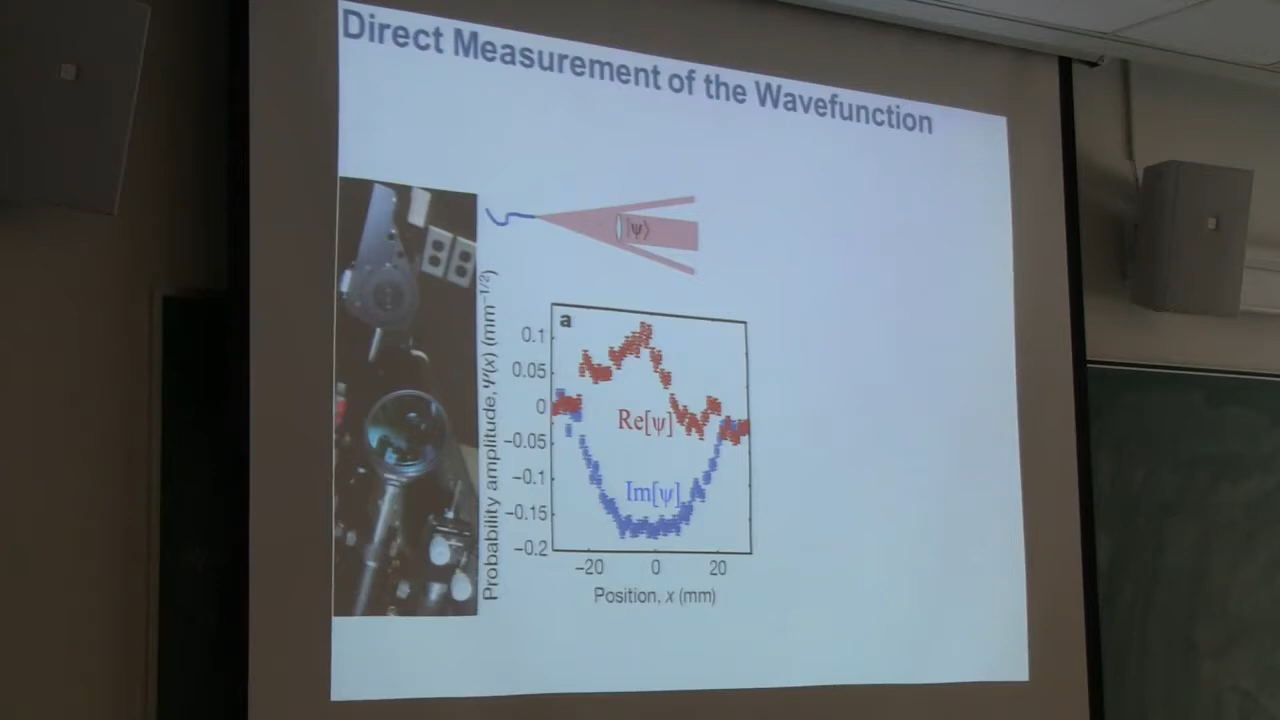 Direct Measurement of the Wavefunction
|ψ⟩
Probability amplitude, Ψ(x) (mm⁻¹/²)
a
0.1
0.05
0
−0.05
−0.1
−0.15
−0.2
Re[ψ]
Im[ψ]
−20 0 20
Position, x (mm)